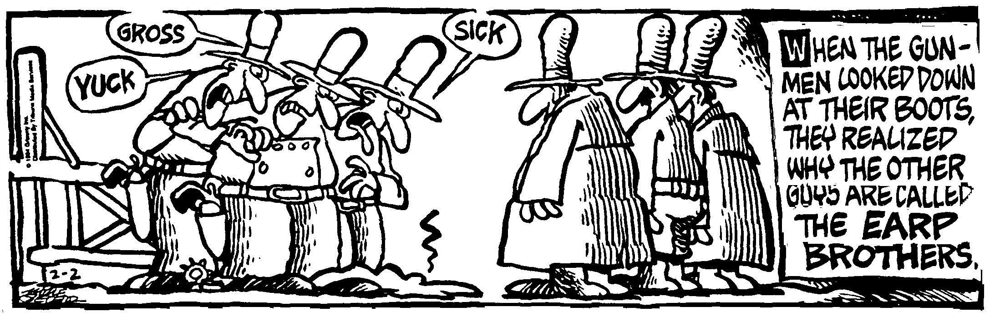 GROSS
YUCK
SICK
WHEN THE GUN-
MEN LOOKED DOWN
AT THEIR BOOTS,
THEY REALIZED
WHY THE OTHER
GUYS ARE CALLED
THE EARP
BROTHERS.
© 1994 Grimmy Inc.
Distributed By Tribune Media Services
2-2